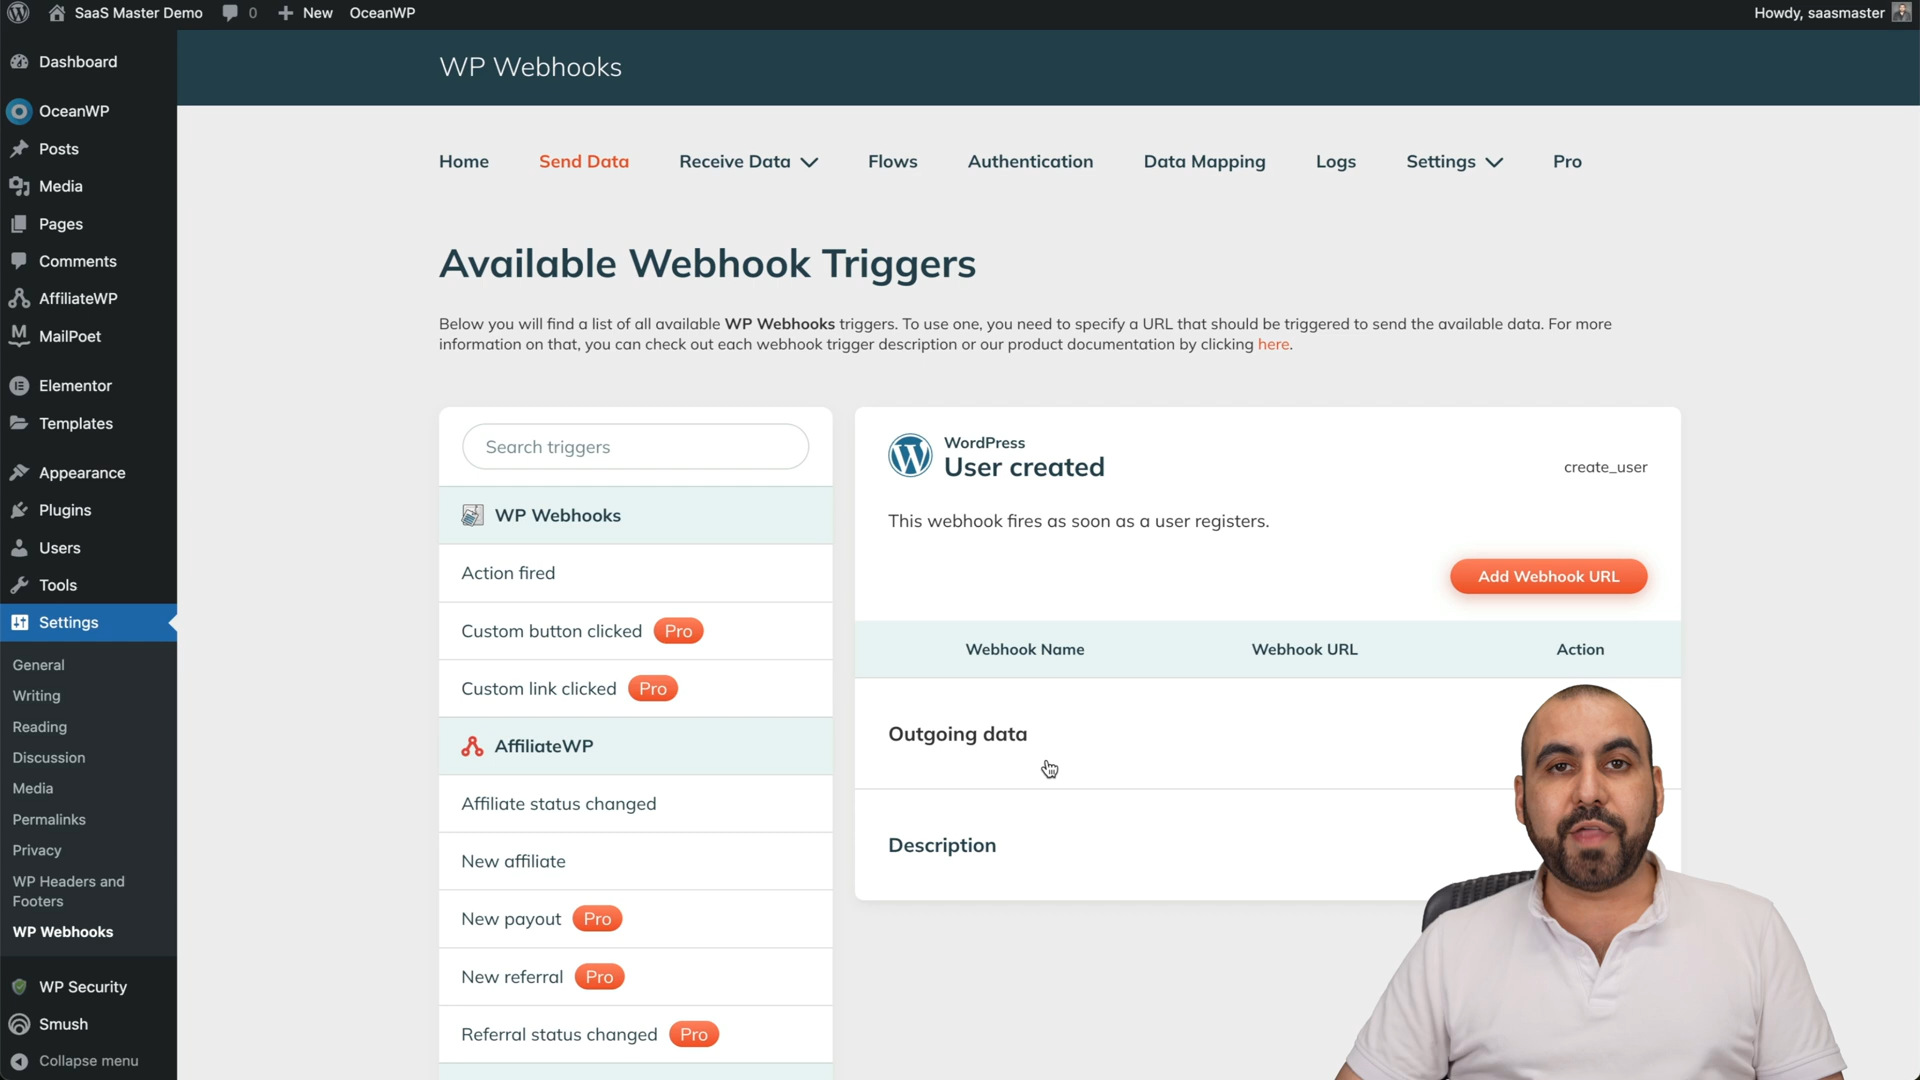 SaaS Master Demo
0
New
OceanWP
Howdy, saasmaster
Dashboard
OceanWP
Posts
Media
Pages
Comments
AffiliateWP
MailPoet
Elementor
Templates
Appearance
Plugins
Users
Tools
Settings
General
Writing
Reading
Discussion
Media
Permalinks
Privacy
WP Headers and
Footers
WP Webhooks
WP Security
Smush
Collapse menu
WP Webhooks
Home
Send Data
Receive Data
Flows
Authentication
Data Mapping
Logs
Settings
Pro
Available Webhook Triggers
Below you will find a list of all available WP Webhooks triggers. To use one, you need to specify a URL that should be triggered to send the available data. For more
information on that, you can check out each webhook trigger description or our product documentation by clicking here.
Search triggers
WP Webhooks
Action fired
Custom button clicked Pro
Custom link clicked Pro
AffiliateWP
Affiliate status changed
New affiliate
New payout Pro
New referral Pro
Referral status changed Pro
WordPress
User created
create_user
This webhook fires as soon as a user registers.
Add Webhook URL
Webhook Name
Webhook URL
Action
Outgoing data
Description